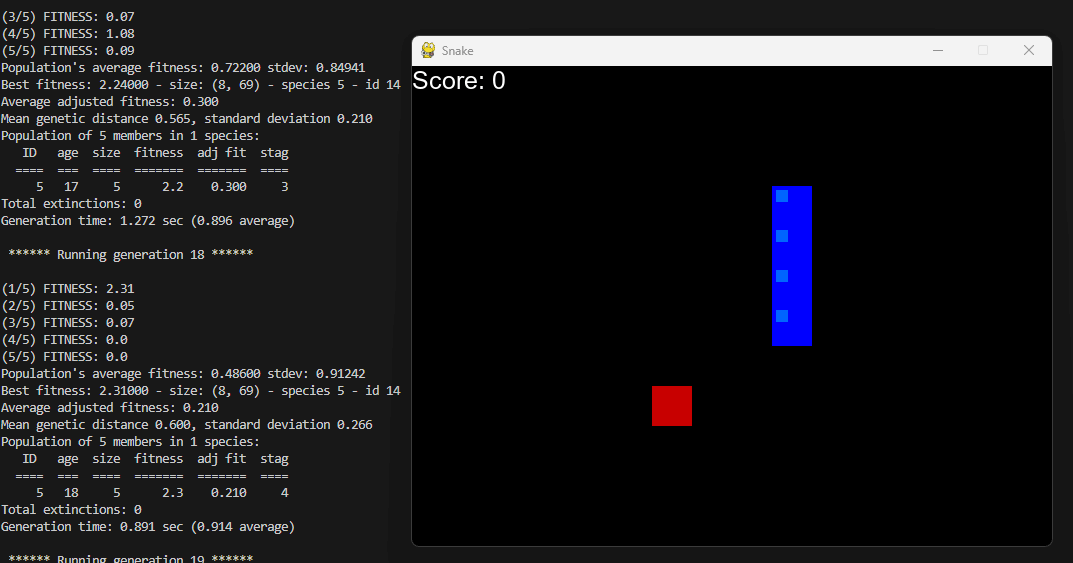 (3/5) FITNESS: 0.07
(4/5) FITNESS: 1.08
(5/5) FITNESS: 0.09
Population's average fitness: 0.72200 stdev: 0.84941
Best fitness: 2.24000 - size: (8, 69) - species 5 - id 14
Average adjusted fitness: 0.300
Mean genetic distance 0.565, standard deviation 0.210
Population of 5 members in 1 species:
   ID   age  size  fitness  adj fit  stag
  ====  ===  ====  =======  =======  ====
     5   17     5      2.2    0.300     3
Total extinctions: 0
Generation time: 1.272 sec (0.896 average)
 ****** Running generation 18 ******
(1/5) FITNESS: 2.31
(2/5) FITNESS: 0.05
(3/5) FITNESS: 0.07
(4/5) FITNESS: 0.0
(5/5) FITNESS: 0.0
Population's average fitness: 0.48600 stdev: 0.91242
Best fitness: 2.31000 - size: (8, 69) - species 5 - id 14
Average adjusted fitness: 0.210
Mean genetic distance 0.600, standard deviation 0.266
Population of 5 members in 1 species:
   ID   age  size  fitness  adj fit  stag
  ====  ===  ====  =======  =======  ====
     5   18     5      2.3    0.210     4
Total extinctions: 0
Generation time: 0.891 sec (0.914 average)
 ****** Running generation 19 ******
Snake
Score: 0